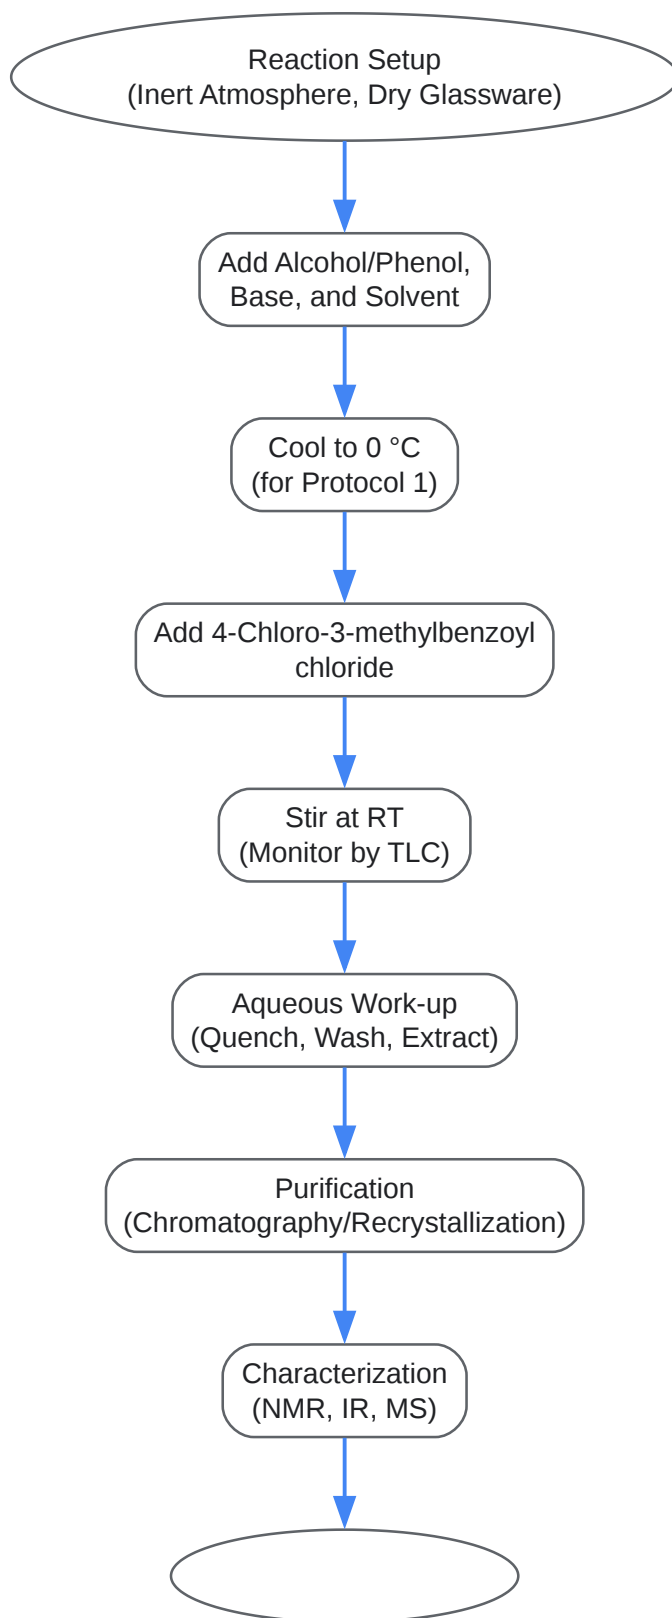 Reaction Setup
(Inert Atmosphere, Dry Glassware)
Add Alcohol/Phenol,
Base, and Solvent
Cool to 0 °C
(for Protocol 1)
Add 4-Chloro-3-methylbenzoyl
chloride
Stir at RT
(Monitor by TLC)
Aqueous Work-up
(Quench, Wash, Extract)
Purification
(Chromatography/Recrystallization)
Characterization
(NMR, IR, MS)